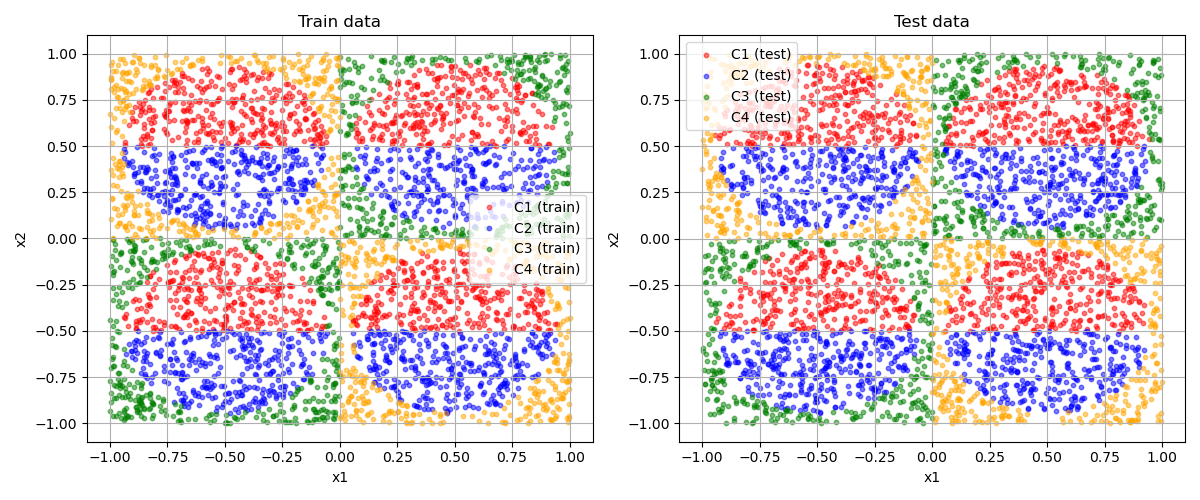 Train data
1.00
0.75
0.50
0.25
0.00
−0.25
−0.50
−0.75
−1.00
x2
C1 (train)
C2 (train)
C3 (train)
C4 (train)
−1.00 −0.75 −0.50 −0.25 0.00 0.25 0.50 0.75 1.00
x1
Test data
1.00
0.75
0.50
0.25
0.00
−0.25
−0.50
−0.75
−1.00
x2
C1 (test)
C2 (test)
C3 (test)
C4 (test)
−1.00 −0.75 −0.50 −0.25 0.00 0.25 0.50 0.75 1.00
x1